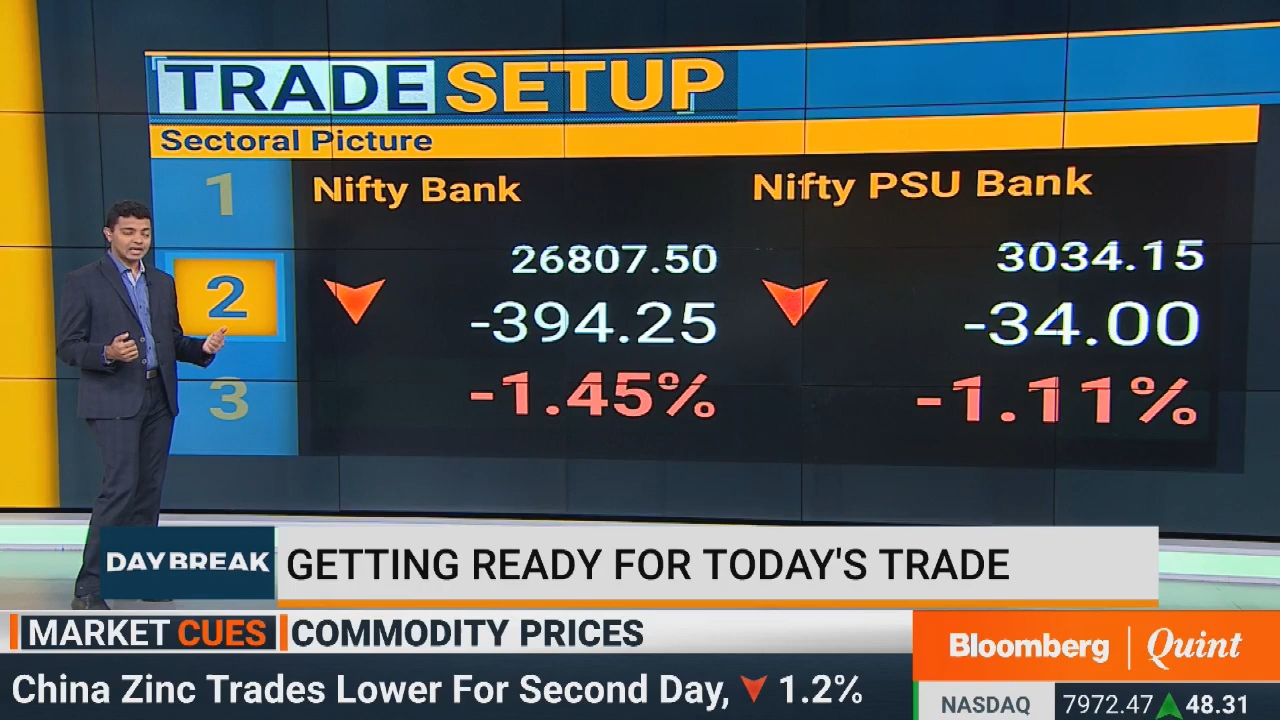 TRADE SETUP
Sectoral Picture
1
2
3
Nifty Bank
26807.50
-394.25
-1.45%
Nifty PSU Bank
3034.15
-34.00
-1.11%
DAYBREAK
GETTING READY FOR TODAY'S TRADE
MARKET CUES
COMMODITY PRICES
China Zinc Trades Lower For Second Day, 1.2%
Bloomberg | Quint
NASDAQ 7972.47 48.31